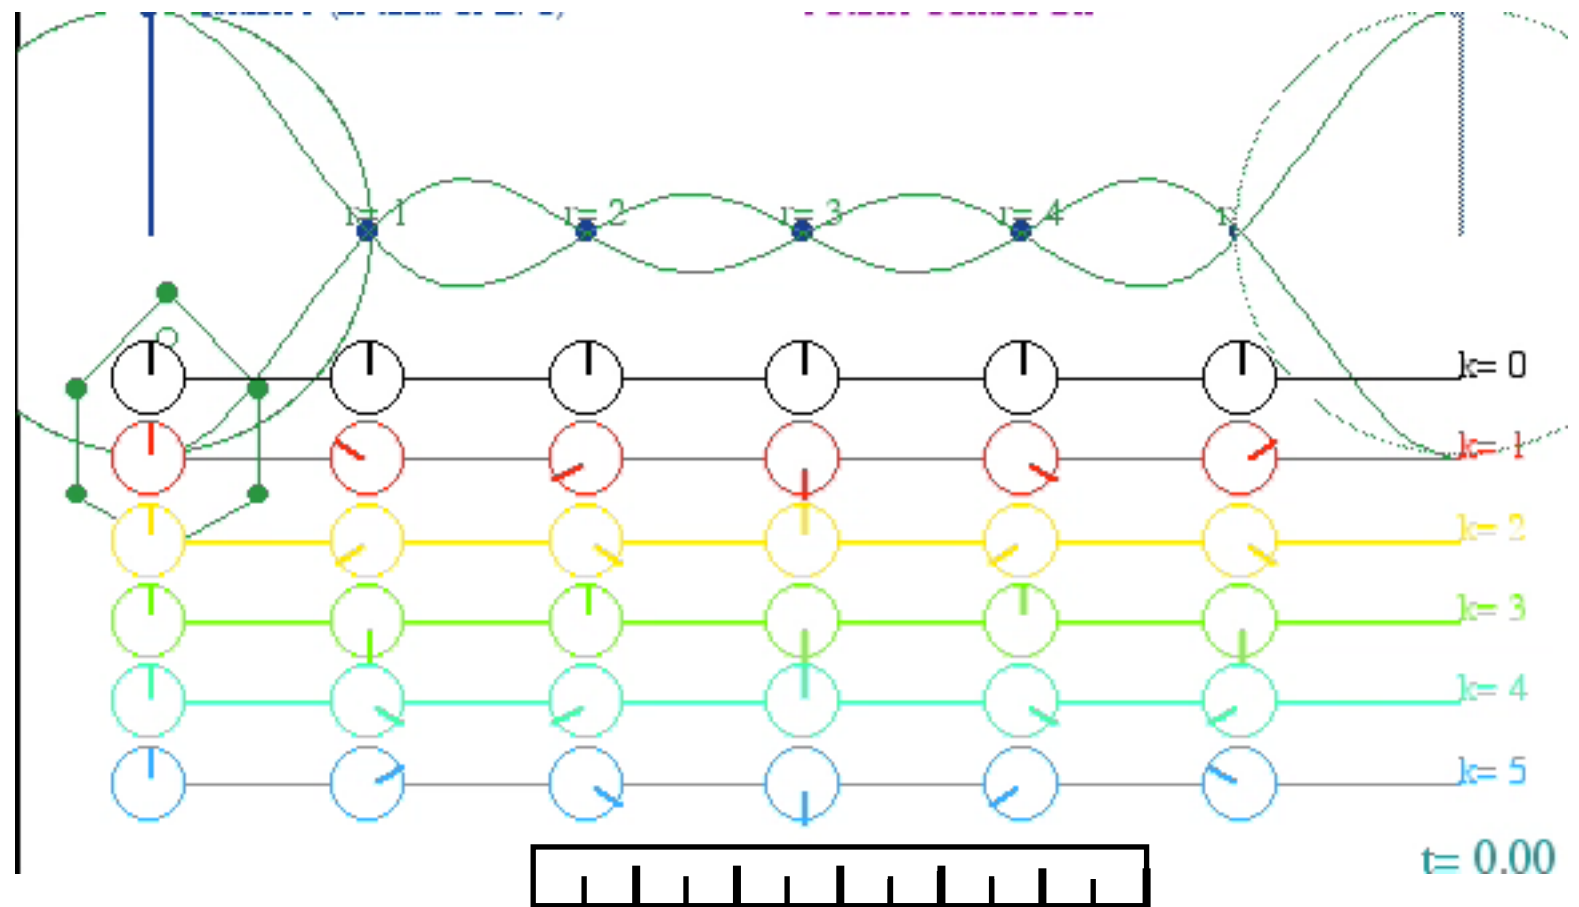 r= 1 r= 2 r= 3 r= 4 r
k= 0
k= 1
k= 2
k= 3
k= 4
k= 5
t= 0.00